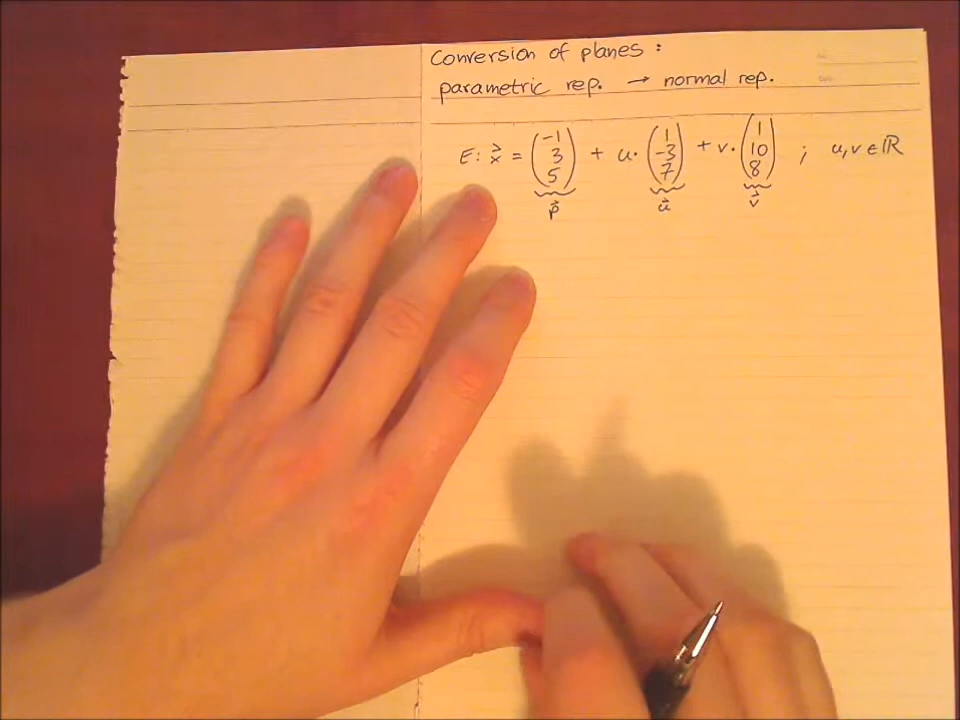 Conversion of planes :
parametric rep. → normal rep.
E: x⃗ = (-1 3 5) + u· (1 -3 7) + v· (1 10 8) ; u,v ∈ ℝ
p⃗ u⃗ v⃗